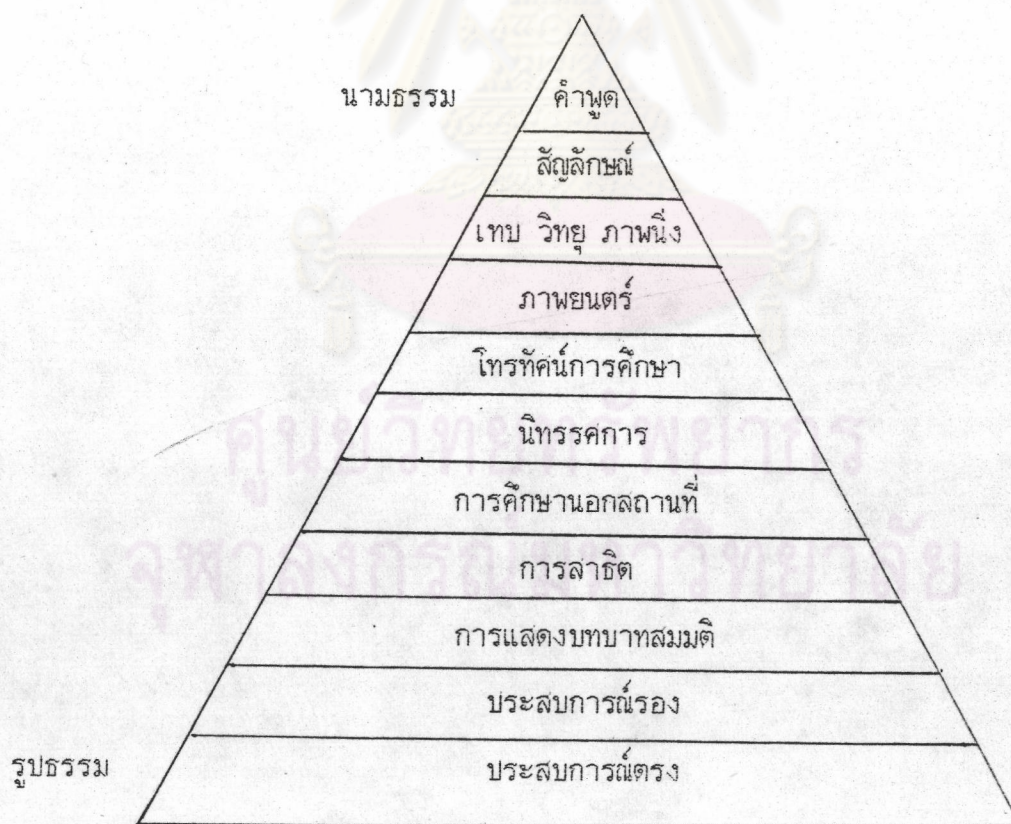 นามธรรม
คำพูด
สัญลักษณ์
เทป วิทยุ ภาพนิ่ง
ภาพยนตร์
โทรทัศน์การศึกษา
นิทรรศการ
การศึกษานอกสถานที่
การสาธิต
การแสดงบทบาทสมมติ
ประสบการณ์รอง
รูปธรรม
ประสบการณ์ตรง
ศูนย์วิทยทรัพยากร
จุฬาลงกรณ์มหาวิทยาลัย